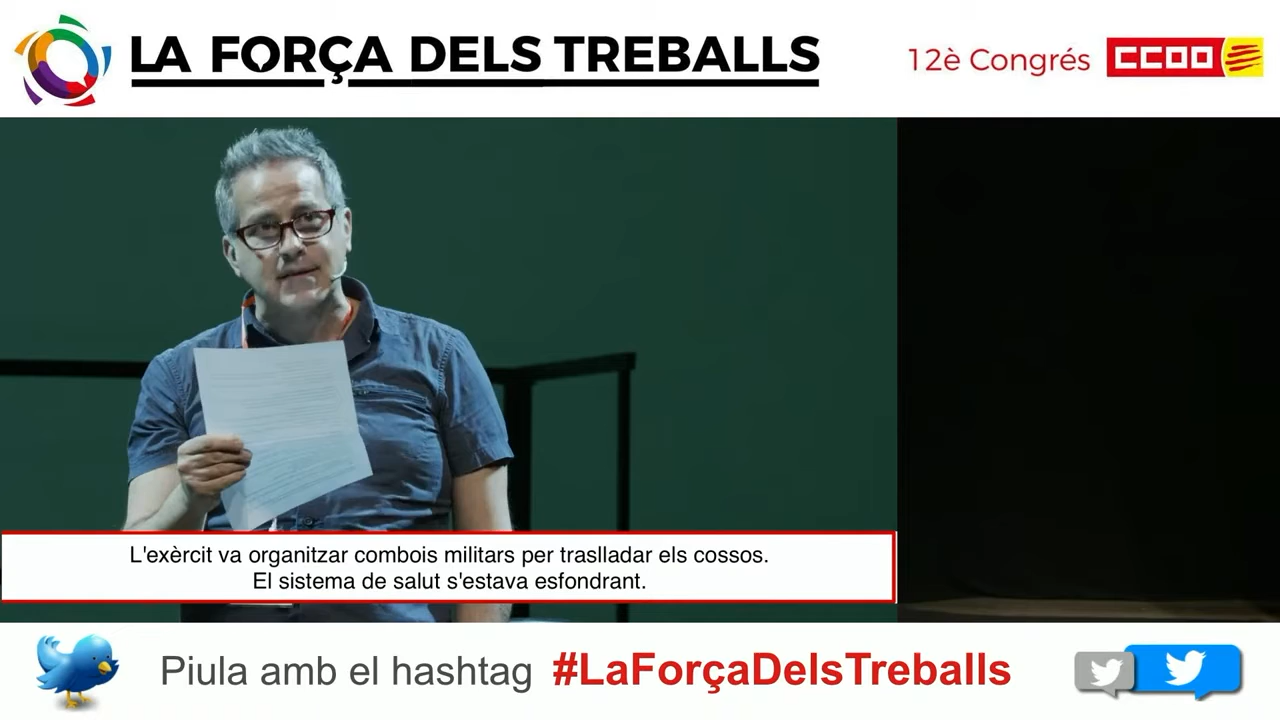 LA FORÇA DELS TREBALLS
12è Congrés CCOO
L'exèrcit va organitzar combois militars per traslladar els cossos.
El sistema de salut s'estava esfondrant.
Piula amb el hashtag #LaForçaDelsTreballs